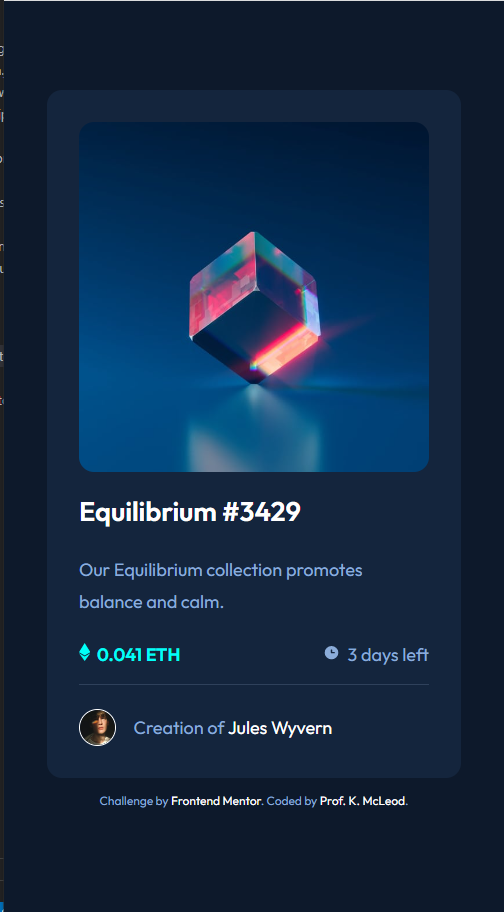 Equilibrium #3429
Our Equilibrium collection promotes
balance and calm.
0.041 ETH
3 days left
Creation of Jules Wyvern
Challenge by Frontend Mentor. Coded by Prof. K. McLeod.